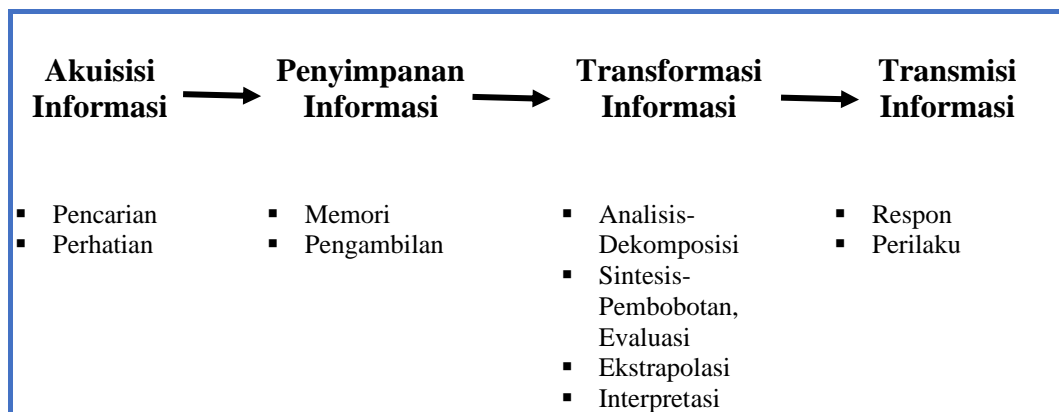 Akuisisi
Informasi
Penyimpanan
Informasi
Transformasi
Informasi
Transmisi
Informasi
▪ Pencarian
▪ Perhatian
▪ Memori
▪ Pengambilan
▪ Analisis-
Dekomposisi
▪ Sintesis-
Pembobotan,
Evaluasi
▪ Ekstrapolasi
▪ Interpretasi
▪ Respon
▪ Perilaku